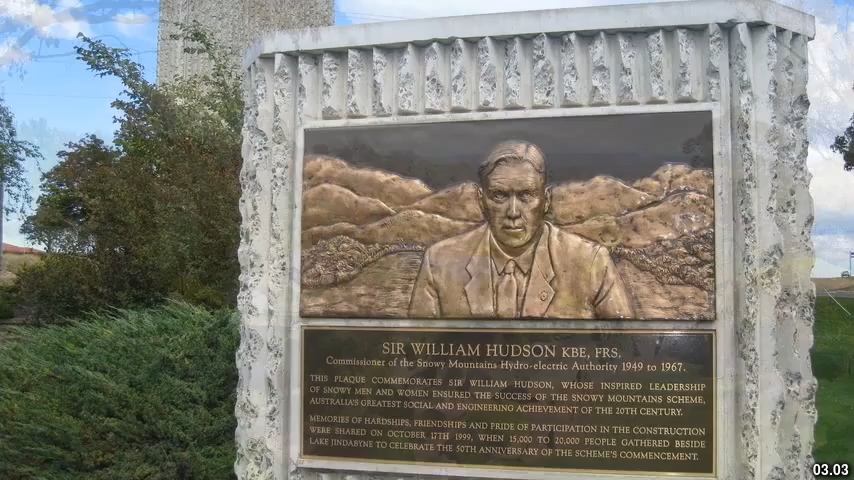 SIR WILLIAM HUDSON KBE, FRS.
Commissioner of the Snowy Mountains Hydro-electric Authority 1949 to 1967.
THIS PLAQUE COMMEMORATES SIR WILLIAM HUDSON, WHOSE INSPIRED LEADERSHIP
OF SNOWY MEN AND WOMEN ENSURED THE SUCCESS OF THE SNOWY MOUNTAINS SCHEME,
AUSTRALIA'S GREATEST SOCIAL AND ENGINEERING ACHIEVEMENT OF THE 20TH CENTURY.
MEMORIES OF HARDSHIPS, FRIENDSHIPS AND PRIDE OF PARTICIPATION IN THE CONSTRUCTION
WERE SHARED ON OCTOBER 17TH 1999, WHEN 15,000 TO 20,000 PEOPLE GATHERED BESIDE
LAKE JINDABYNE TO CELEBRATE THE 50TH ANNIVERSARY OF THE SCHEME'S COMMENCEMENT.
03.03